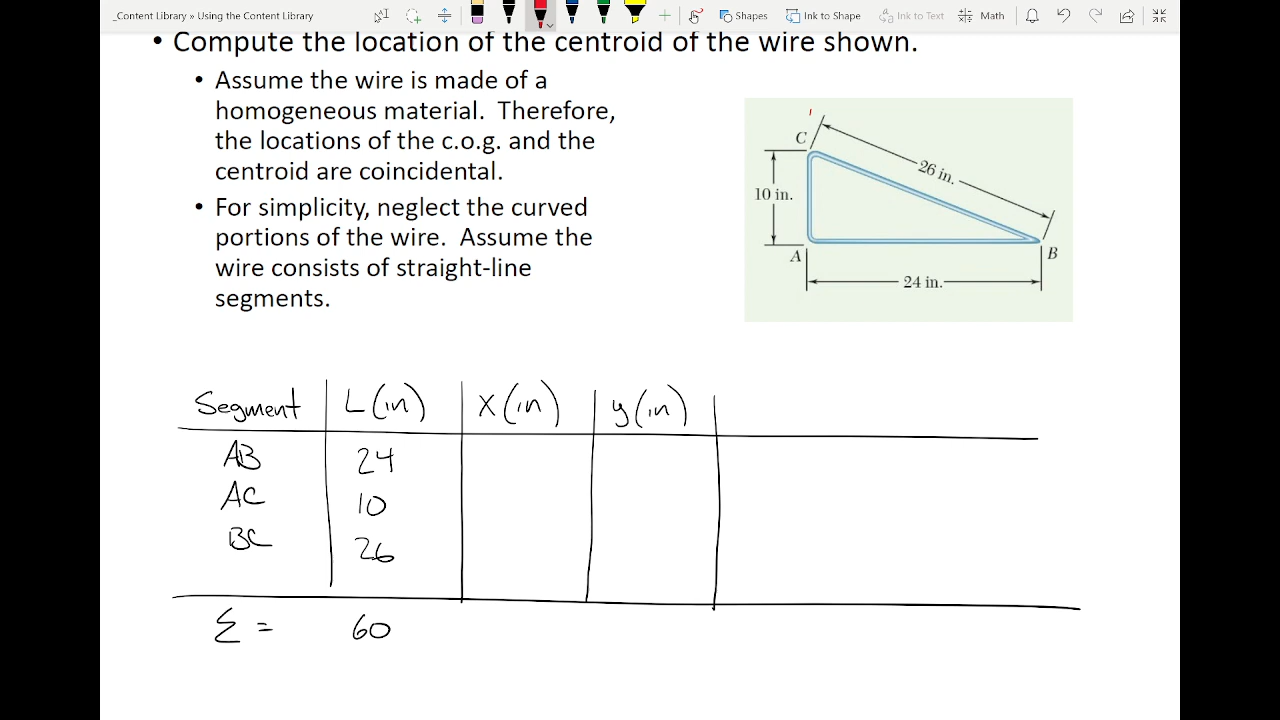 _Content Library » Using the Content Library
Shapes Ink to Shape Ink to Text Math
• Compute the location of the centroid of the wire shown.
• Assume the wire is made of a
homogeneous material. Therefore,
the locations of the c.o.g. and the
centroid are coincidental.
• For simplicity, neglect the curved
portions of the wire. Assume the
wire consists of straight-line
segments.
C
26 in.
10 in.
A
B
24 in.
Segment L (in) X (in) y (in)
AB 24
AC 10
BC 26
Σ = 60